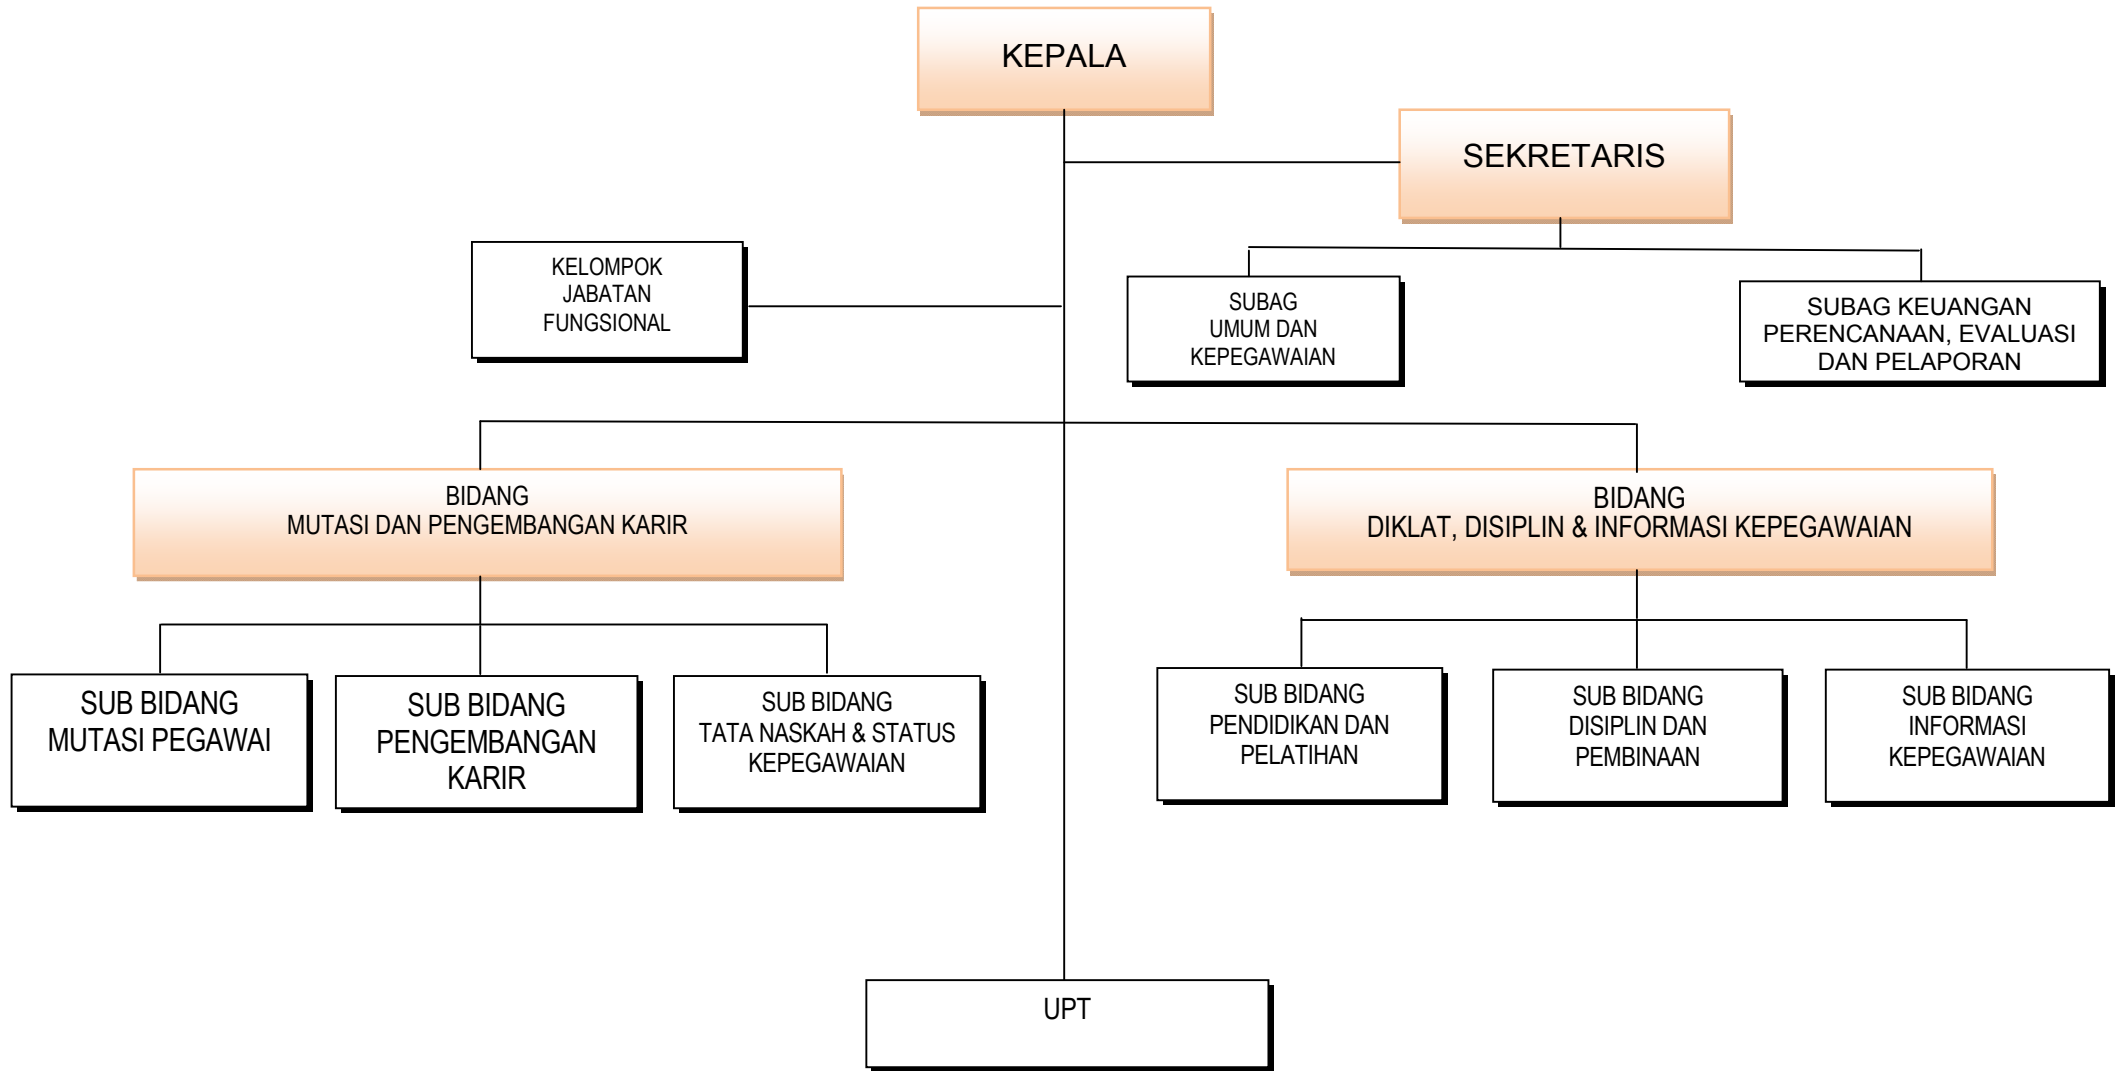 KEPALA
SEKRETARIS
KELOMPOK
JABATAN
FUNGSIONAL
SUBAG
UMUM DAN
KEPEGAWAIAN
SUBAG KEUANGAN
PERENCANAAN, EVALUASI
DAN PELAPORAN
BIDANG
MUTASI DAN PENGEMBANGAN KARIR
BIDANG
DIKLAT, DISIPLIN & INFORMASI KEPEGAWAIAN
SUB BIDANG
MUTASI PEGAWAI
SUB BIDANG
PENGEMBANGAN
KARIR
SUB BIDANG
TATA NASKAH & STATUS
KEPEGAWAIAN
SUB BIDANG
PENDIDIKAN DAN
PELATIHAN
SUB BIDANG
DISIPLIN DAN
PEMBINAAN
SUB BIDANG
INFORMASI
KEPEGAWAIAN
UPT